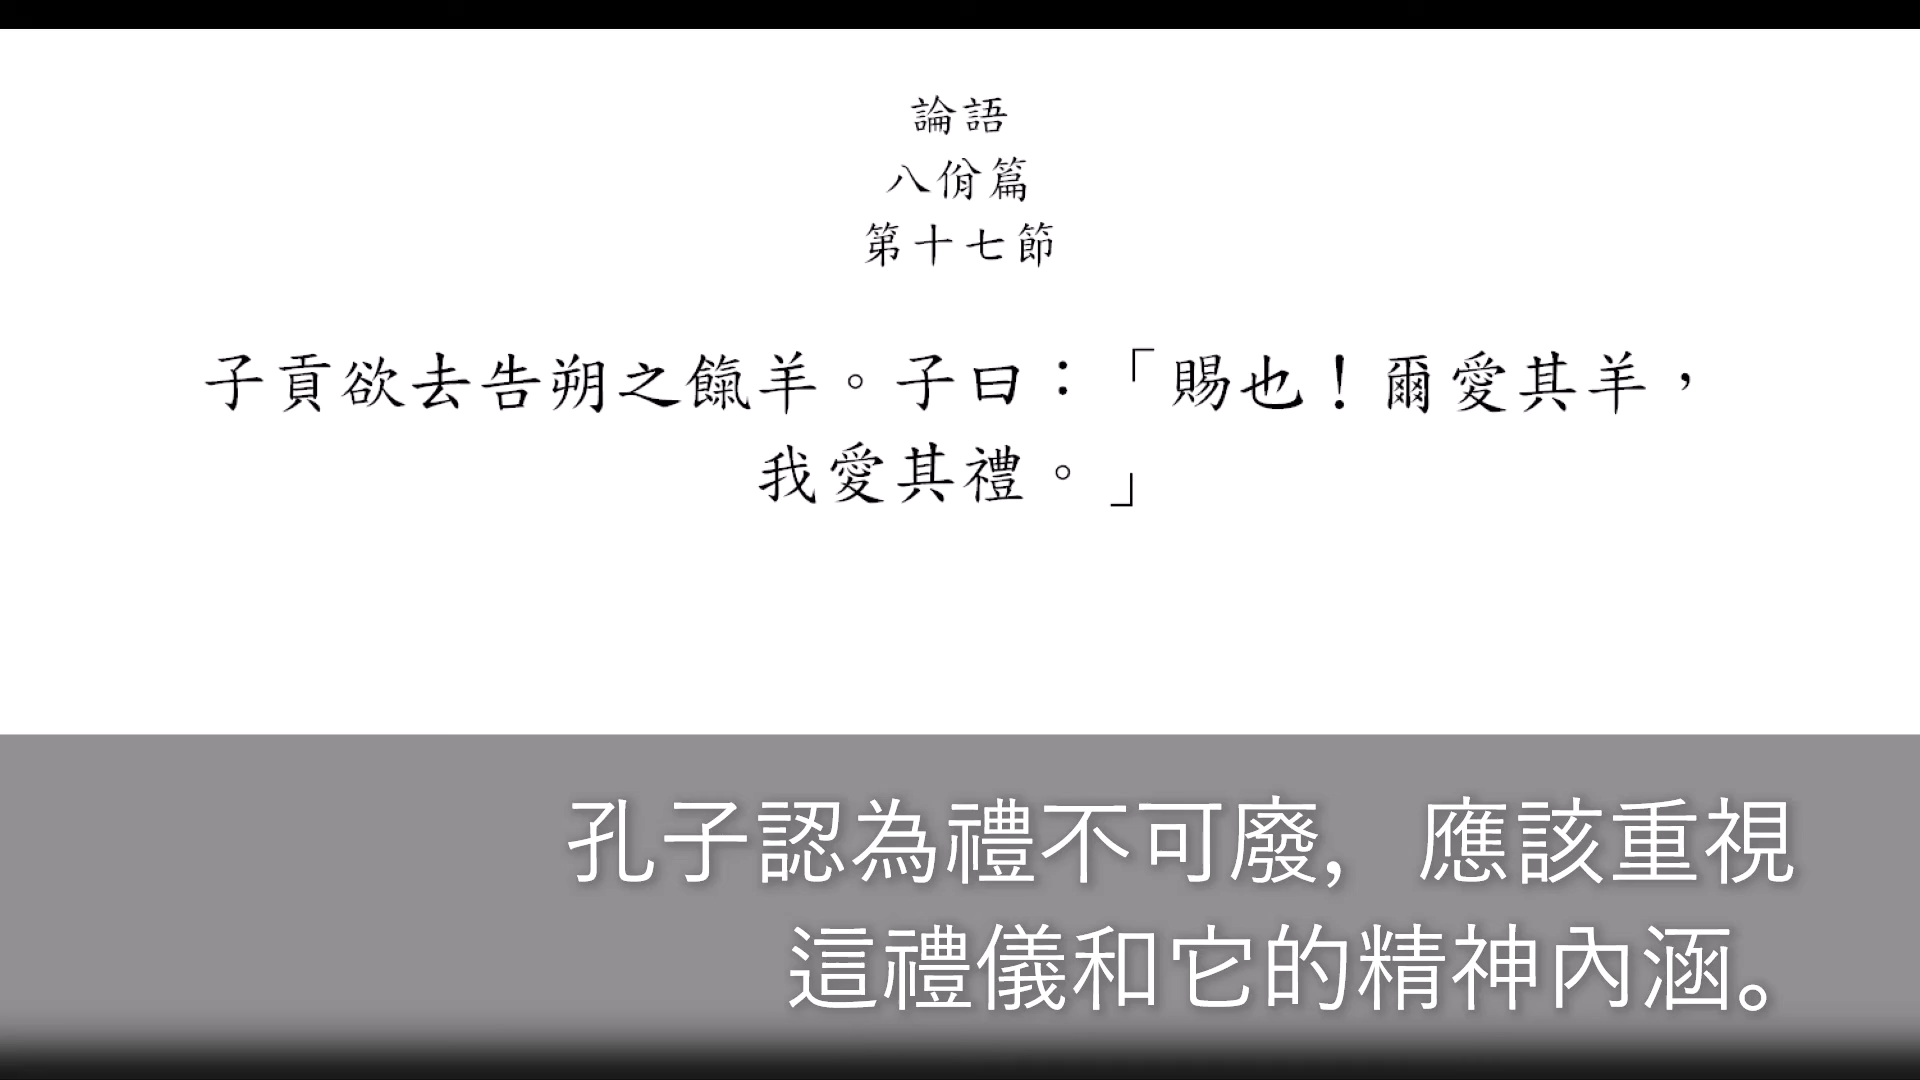 論語
八佾篇
第十七節
子貢欲去告朔之餼羊。子曰：「賜也！爾愛其羊，
我愛其禮。」
孔子認為禮不可廢，應該重視
這禮儀和它的精神內涵。